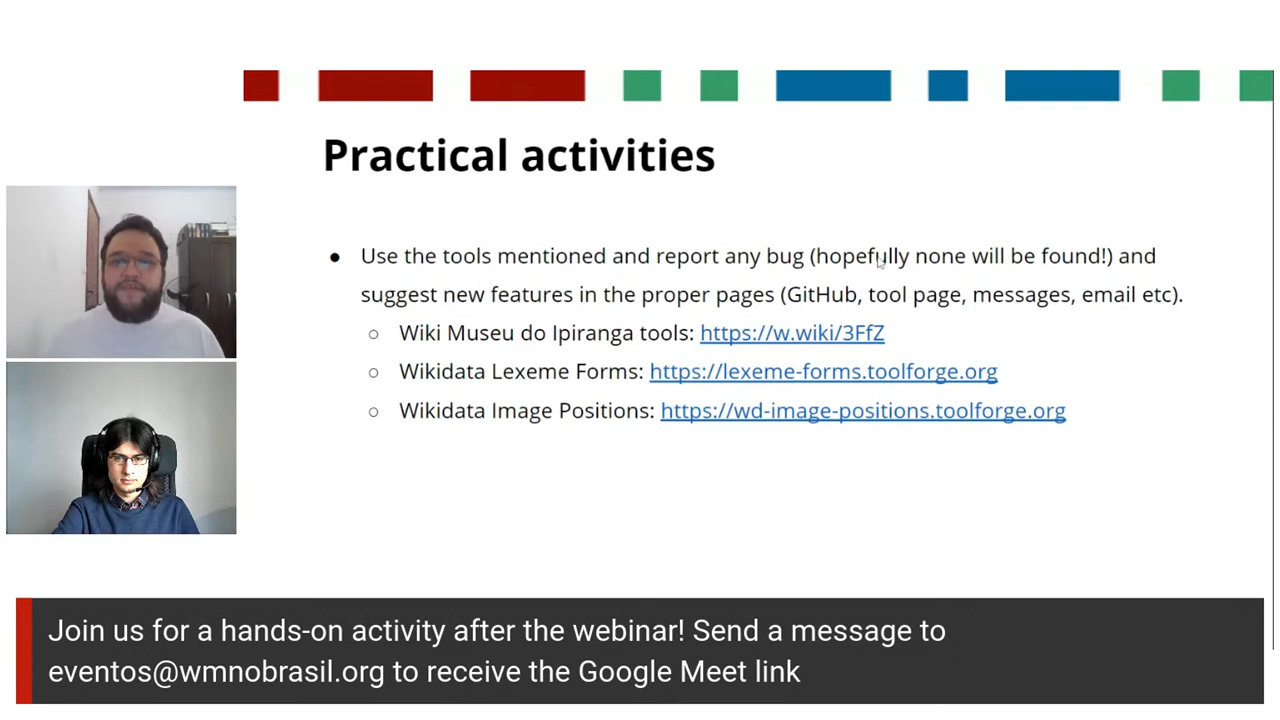 Practical activities
● Use the tools mentioned and report any bug (hopefully none will be found!) and
suggest new features in the proper pages (GitHub, tool page, messages, email etc).
○ Wiki Museu do Ipiranga tools: https://w.wiki/3FfZ
○ Wikidata Lexeme Forms: https://lexeme-forms.toolforge.org
○ Wikidata Image Positions: https://wd-image-positions.toolforge.org
Join us for a hands-on activity after the webinar! Send a message to
eventos@wmnobrasil.org to receive the Google Meet link